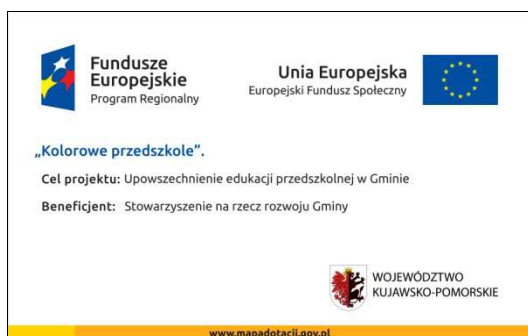 Fundusze
Europejskie
Program Regionalny
Unia Europejska
Europejski Fundusz Społeczny
„Kolorowe przedszkole”.
Cel projektu: Upowszechnienie edukacji przedszkolnej w Gminie
Beneficjent: Stowarzyszenie na rzecz rozwoju Gminy
WOJEWÓDZTWO
KUJAWSKO-POMORSKIE
www.mapadotacji.gov.pl